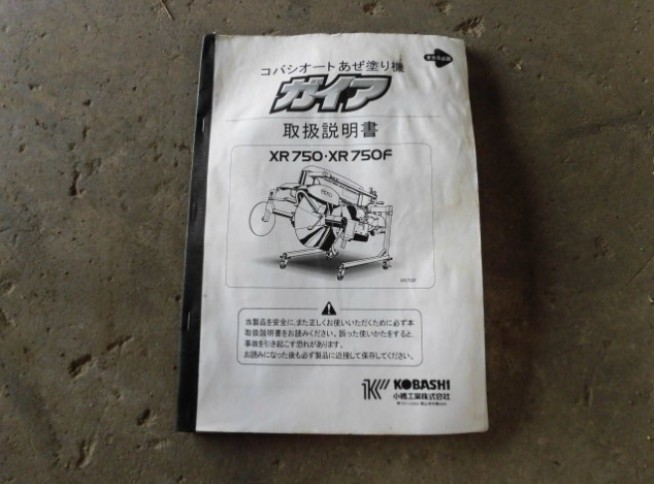 コバシオートあぜ塗り機
ガイア
取扱説明書
XR750・XR750F
当製品を安全に、また正しくお使いいただくために必ず本
取扱説明書をお読みください。誤った使いかたをすると、
事故を引き起こす恐れがあります。
お読みになった後も必ず製品に近接して保存してください。
KOBASHI
小橋工業株式会社